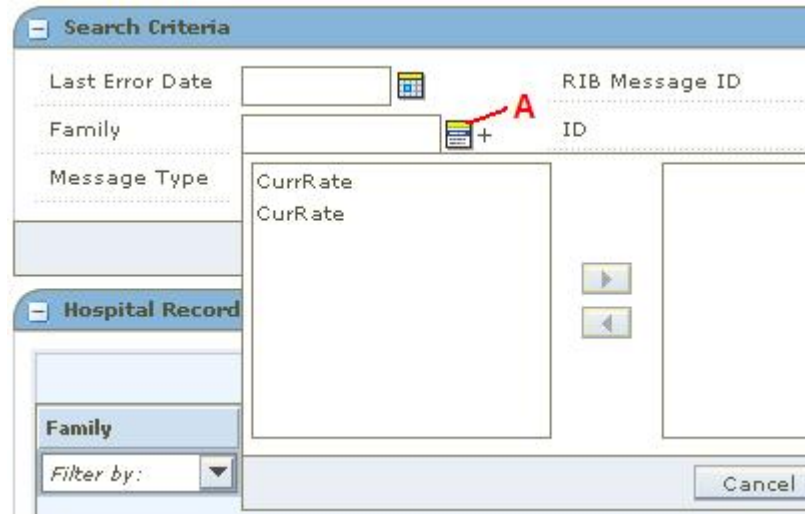 Search Criteria
Last Error Date
RIB Message ID
A
Family
+
ID
Message Type
CurrRate
CurRate
Hospital Record
Family
Filter by:
Cancel